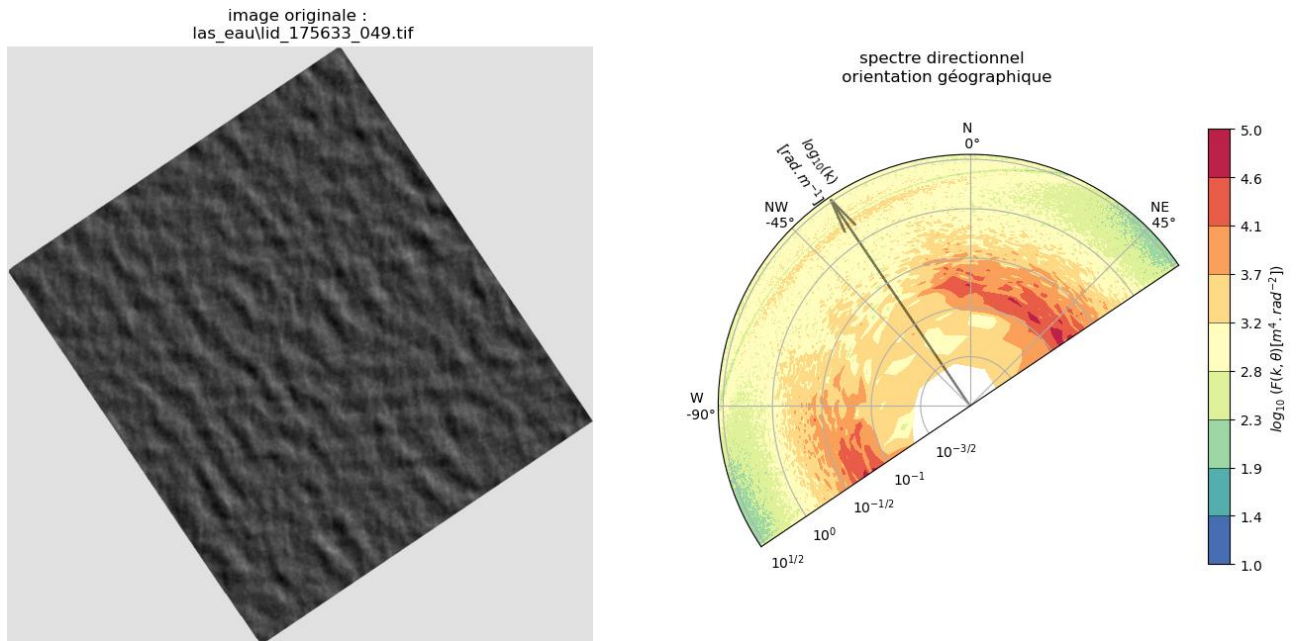 image originale :
las_eau\lid_175633_049.tif
spectre directionnel
orientation géographique
N
0°
log₁₀(k)
[rad.m⁻¹]
NW
-45°
NE
45°
W
-90°
10⁻³/²
10⁻¹
10⁻¹/²
10⁰
10¹/²
5.0
4.6
4.1
3.7
3.2
2.8
2.3
1.9
1.4
1.0
log₁₀ (F(k, θ)[m⁴.rad⁻²])